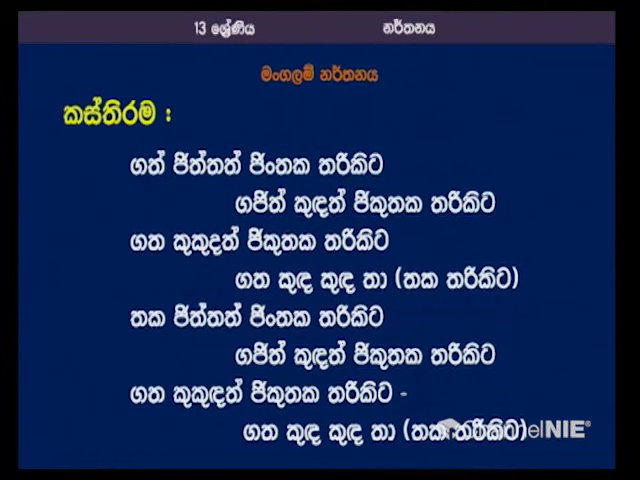 13 ශ්‍රේණිය නර්තනය
මංගලම් නර්තනය
කස්තිරම :
ගත් ජිත්තත් ජිංතක තරිකිට
ගජිත් කුඳත් ජිකුතක තරිකිට
ගත කුකුදත් ජිකුතක තරිකිට
ගත කුඳ කුඳ තා (තක තරිකිට)
තක ජිත්තත් ජිංතක තරිකිට
ගජිත් කුඳත් ජිකුතක තරිකිට
ගත කුකුඳත් ජිකුතක තරිකිට -
ගත කුඳ කුඳ තා (තක තරිකිට)
NIE®